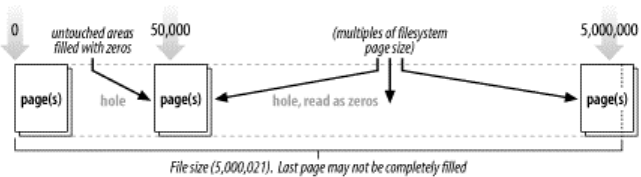 0
untouched areas
filled with zeros
50,000
(multiples of filesystem
page size)
5,000,000
page(s)
hole
page(s)
hole, read as zeros
page(s)
File size (5,000,021). Last page may not be completely filled